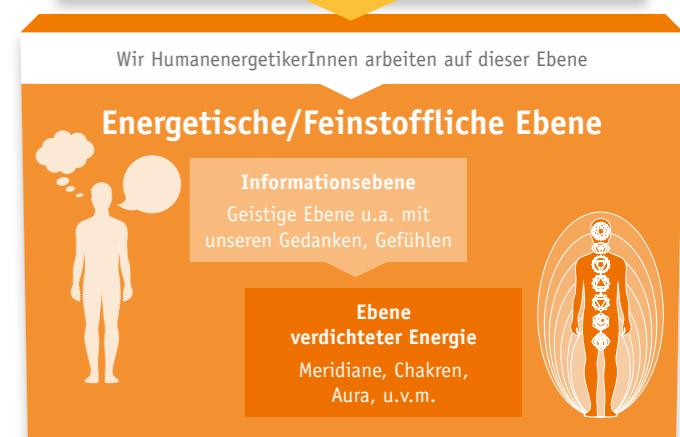 Wir HumanenergetikerInnen arbeiten auf dieser Ebene
Energetische/Feinstoffliche Ebene
Informationsebene
Geistige Ebene u.a. mit
unseren Gedanken, Gefühlen
Ebene
verdichteter Energie
Meridiane, Chakren,
Aura, u.v.m.